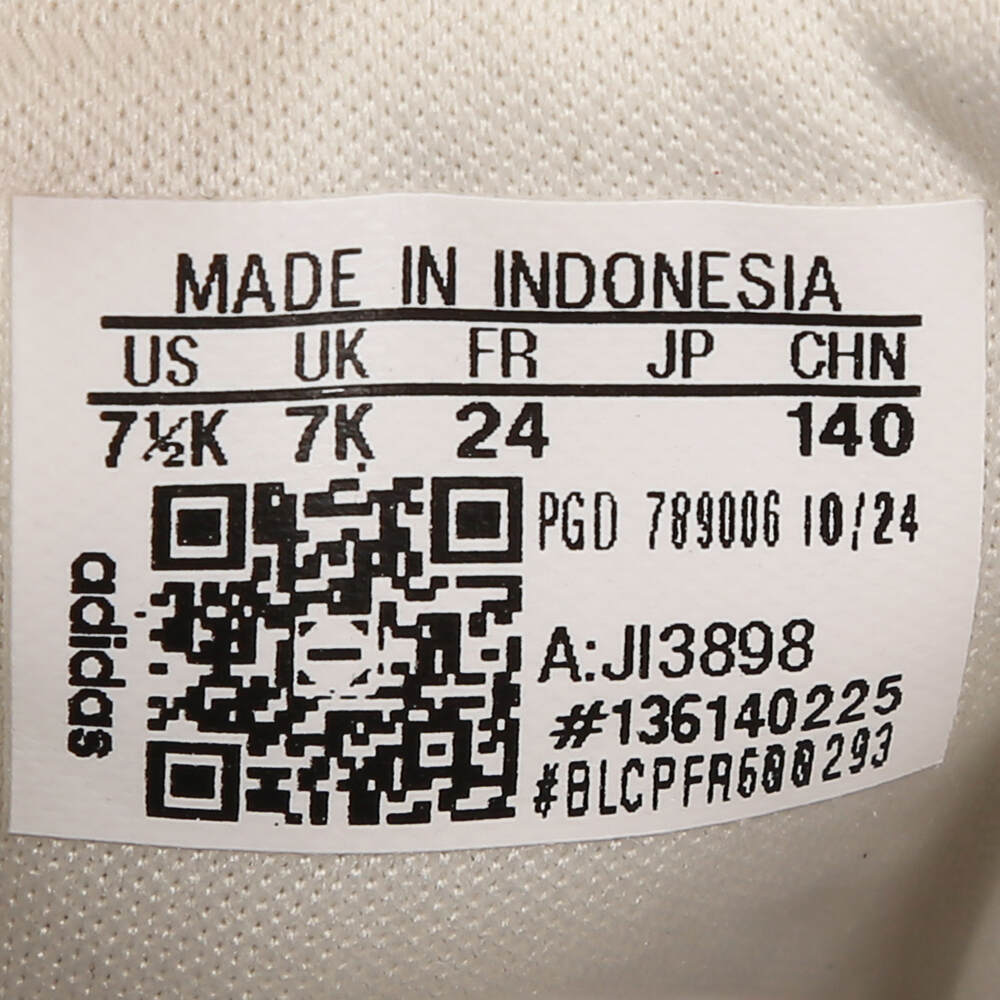 MADE IN INDONESIA
US UK FR JP CHN
7½K 7K 24 140
PGD 789006 10/24
adidas
A:JI3898
#136140225
#BLCPFR600293